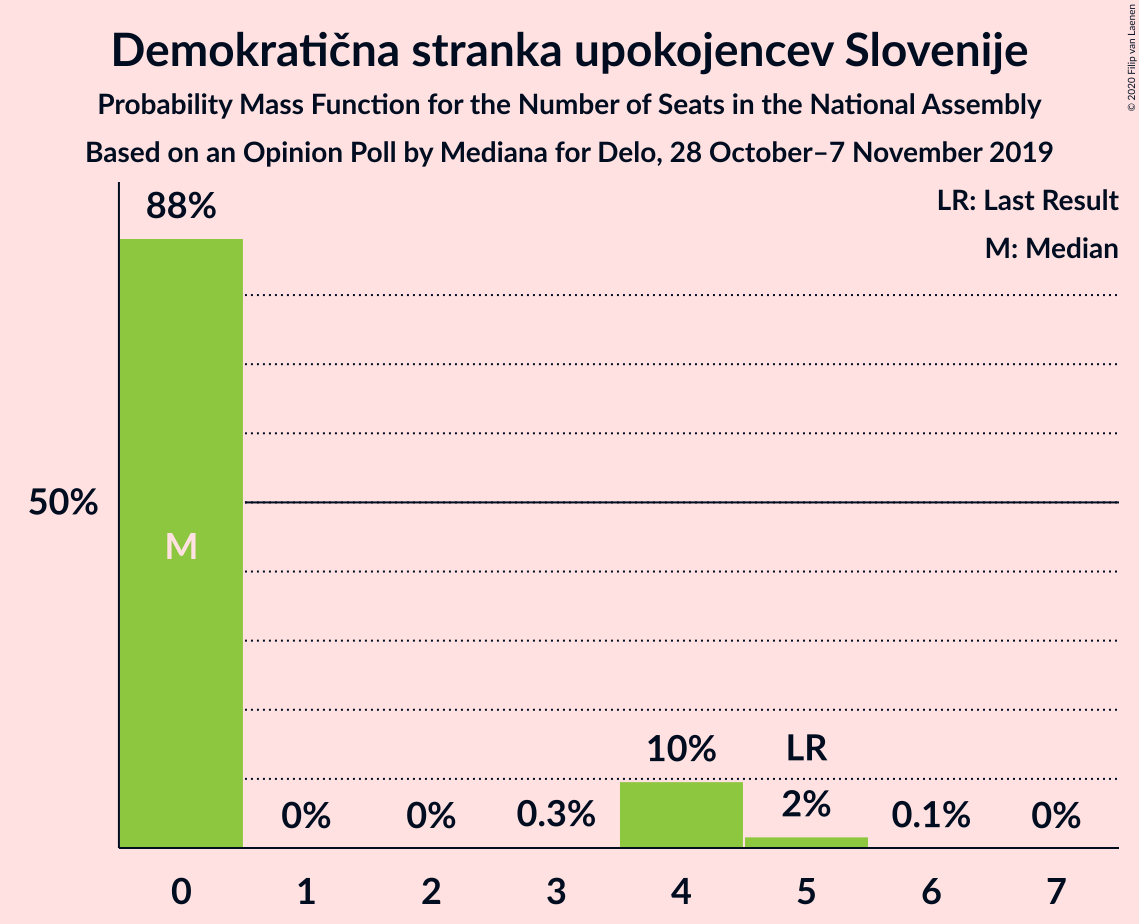 Demokratična stranka upokojencev Slovenije
Probability Mass Function for the Number of Seats in the National Assembly
Based on an Opinion Poll by Mediana for Delo, 28 October–7 November 2019
© 2020 Filip van Laenen
LR: Last Result
M: Median
88%
50%
M
10%
LR
0%
0%
0.3%
2%
0.1%
0%
0
1
2
3
4
5
6
7